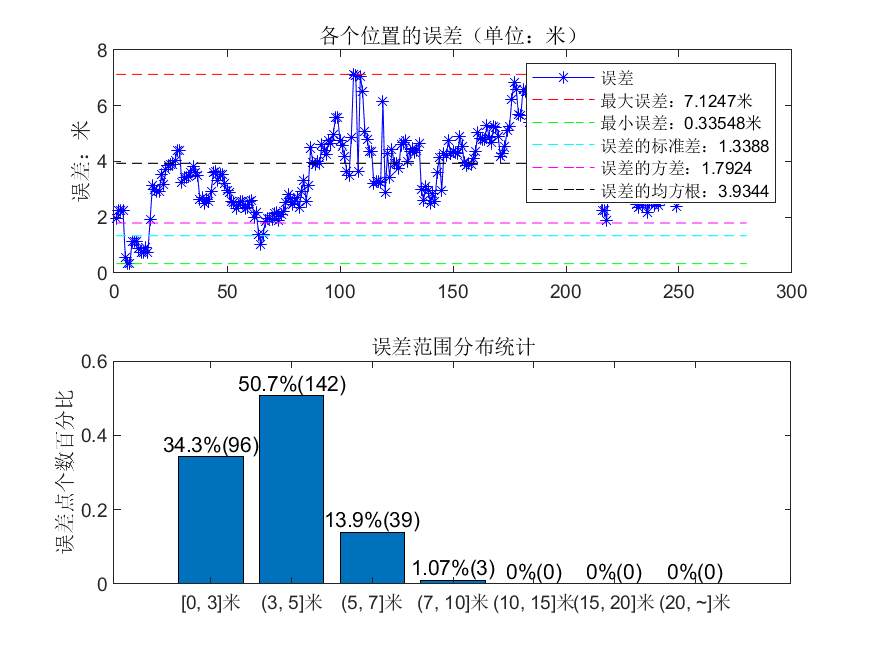 各个位置的误差（单位：米）
8
6
4
2
0
误差：米
误差
最大误差：7.1247米
最小误差：0.33548米
误差的标准差：1.3388
误差的方差：1.7924
误差的均方根：3.9344
0 50 100 150 200 250 300
误差范围分布统计
0.6
0.4
0.2
0
误差点个数百分比
34.3%(96)
50.7%(142)
13.9%(39)
1.07%(3)
0%(0)
0%(0)
0%(0)
[0, 3]米 (3, 5]米 (5, 7]米 (7, 10]米 (10, 15]米 (15, 20]米 (20, ~]米